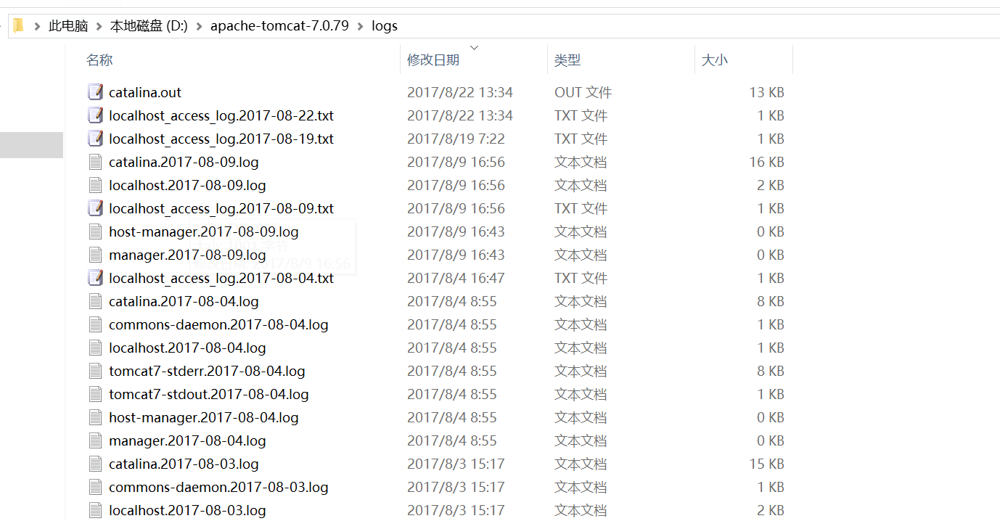 此电脑 本地磁盘 (D:) apache-tomcat-7.0.79 logs
名称 修改日期 类型 大小
catalina.out 2017/8/22 13:34 OUT 文件 13 KB
localhost_access_log.2017-08-22.txt 2017/8/22 13:34 TXT 文件 1 KB
localhost_access_log.2017-08-19.txt 2017/8/19 7:22 TXT 文件 1 KB
catalina.2017-08-09.log 2017/8/9 16:56 文本文档 16 KB
localhost.2017-08-09.log 2017/8/9 16:56 文本文档 2 KB
localhost_access_log.2017-08-09.txt 2017/8/9 16:56 TXT 文件 1 KB
host-manager.2017-08-09.log 2017/8/9 16:43 文本文档 0 KB
manager.2017-08-09.log 2017/8/9 16:43 文本文档 0 KB
2017/8/9 16:56
localhost_access_log.2017-08-04.txt 2017/8/4 16:47 TXT 文件 1 KB
catalina.2017-08-04.log 2017/8/4 8:55 文本文档 8 KB
commons-daemon.2017-08-04.log 2017/8/4 8:55 文本文档 1 KB
localhost.2017-08-04.log 2017/8/4 8:55 文本文档 1 KB
tomcat7-stderr.2017-08-04.log 2017/8/4 8:55 文本文档 8 KB
tomcat7-stdout.2017-08-04.log 2017/8/4 8:55 文本文档 1 KB
host-manager.2017-08-04.log 2017/8/4 8:55 文本文档 0 KB
manager.2017-08-04.log 2017/8/4 8:55 文本文档 0 KB
catalina.2017-08-03.log 2017/8/3 15:17 文本文档 15 KB
commons-daemon.2017-08-03.log 2017/8/3 15:17 文本文档 1 KB
localhost.2017-08-03.log 2017/8/3 15:17 文本文档 2 KB